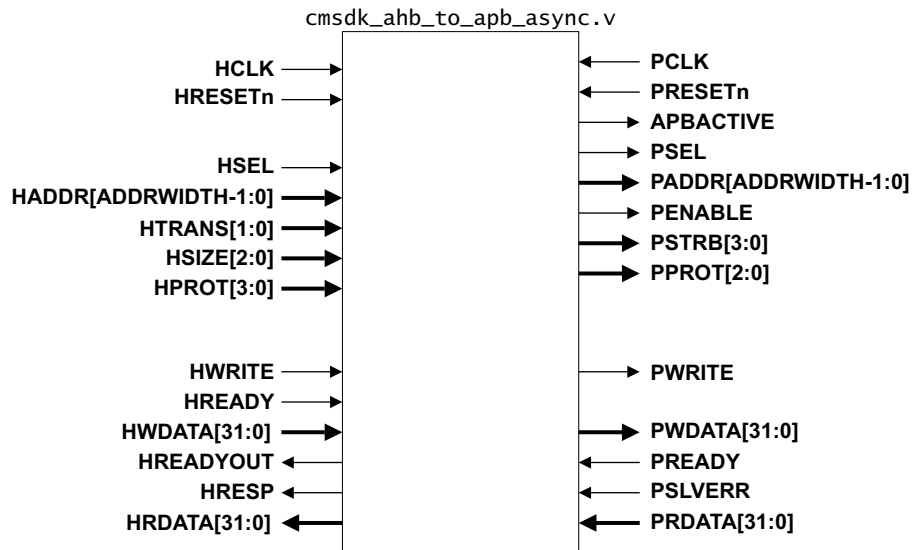 cmsdk_ahb_to_apb_async.v
HCLK
HRESETn
HSEL
HADDR[ADDRWIDTH-1:0]
HTRANS[1:0]
HSIZE[2:0]
HPROT[3:0]
HWRITE
HREADY
HWDATA[31:0]
HREADYOUT
HRESP
HRDATA[31:0]
PCLK
PRESETn
APBACTIVE
PSEL
PADDR[ADDRWIDTH-1:0]
PENABLE
PSTRB[3:0]
PPROT[2:0]
PWRITE
PWDATA[31:0]
PREADY
PSLVERR
PRDATA[31:0]